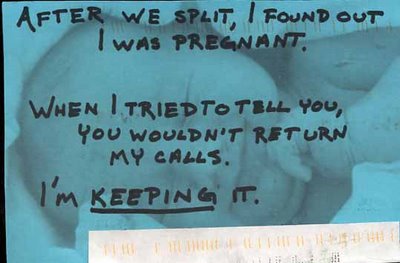 AFTER WE SPLIT, I FOUND OUT
I WAS PREGNANT.
WHEN I TRIED TO TELL YOU,
YOU WOULDN'T RETURN
MY CALLS.
I'M KEEPING IT.